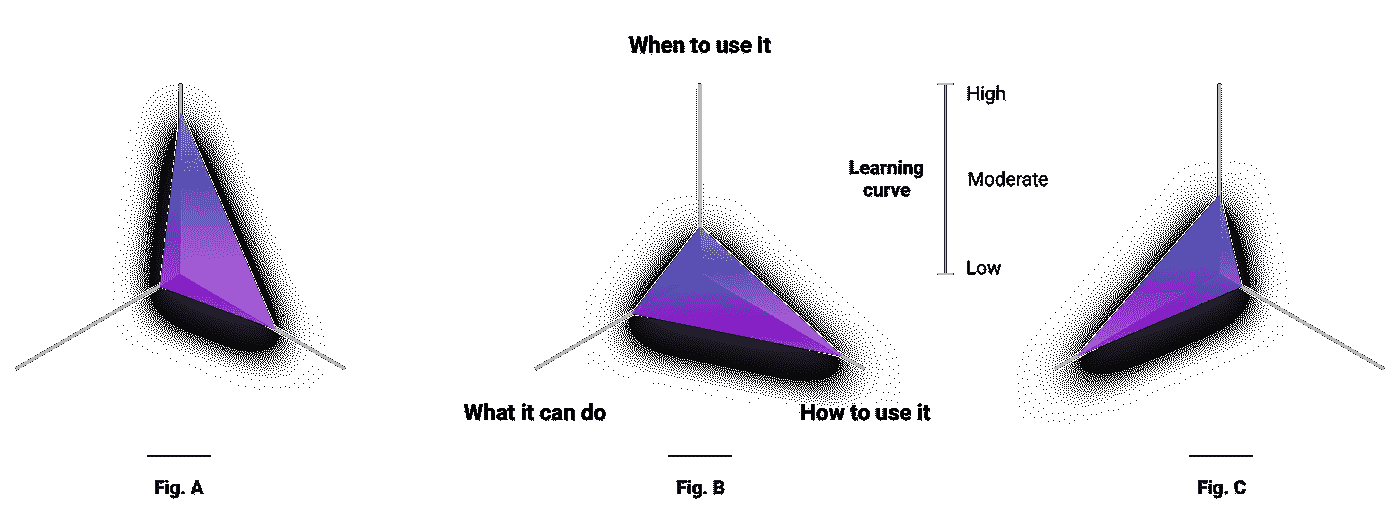 When to use it
High
Learning
curve
Moderate
Low
What it can do
How to use it
Fig. A
Fig. B
Fig. C